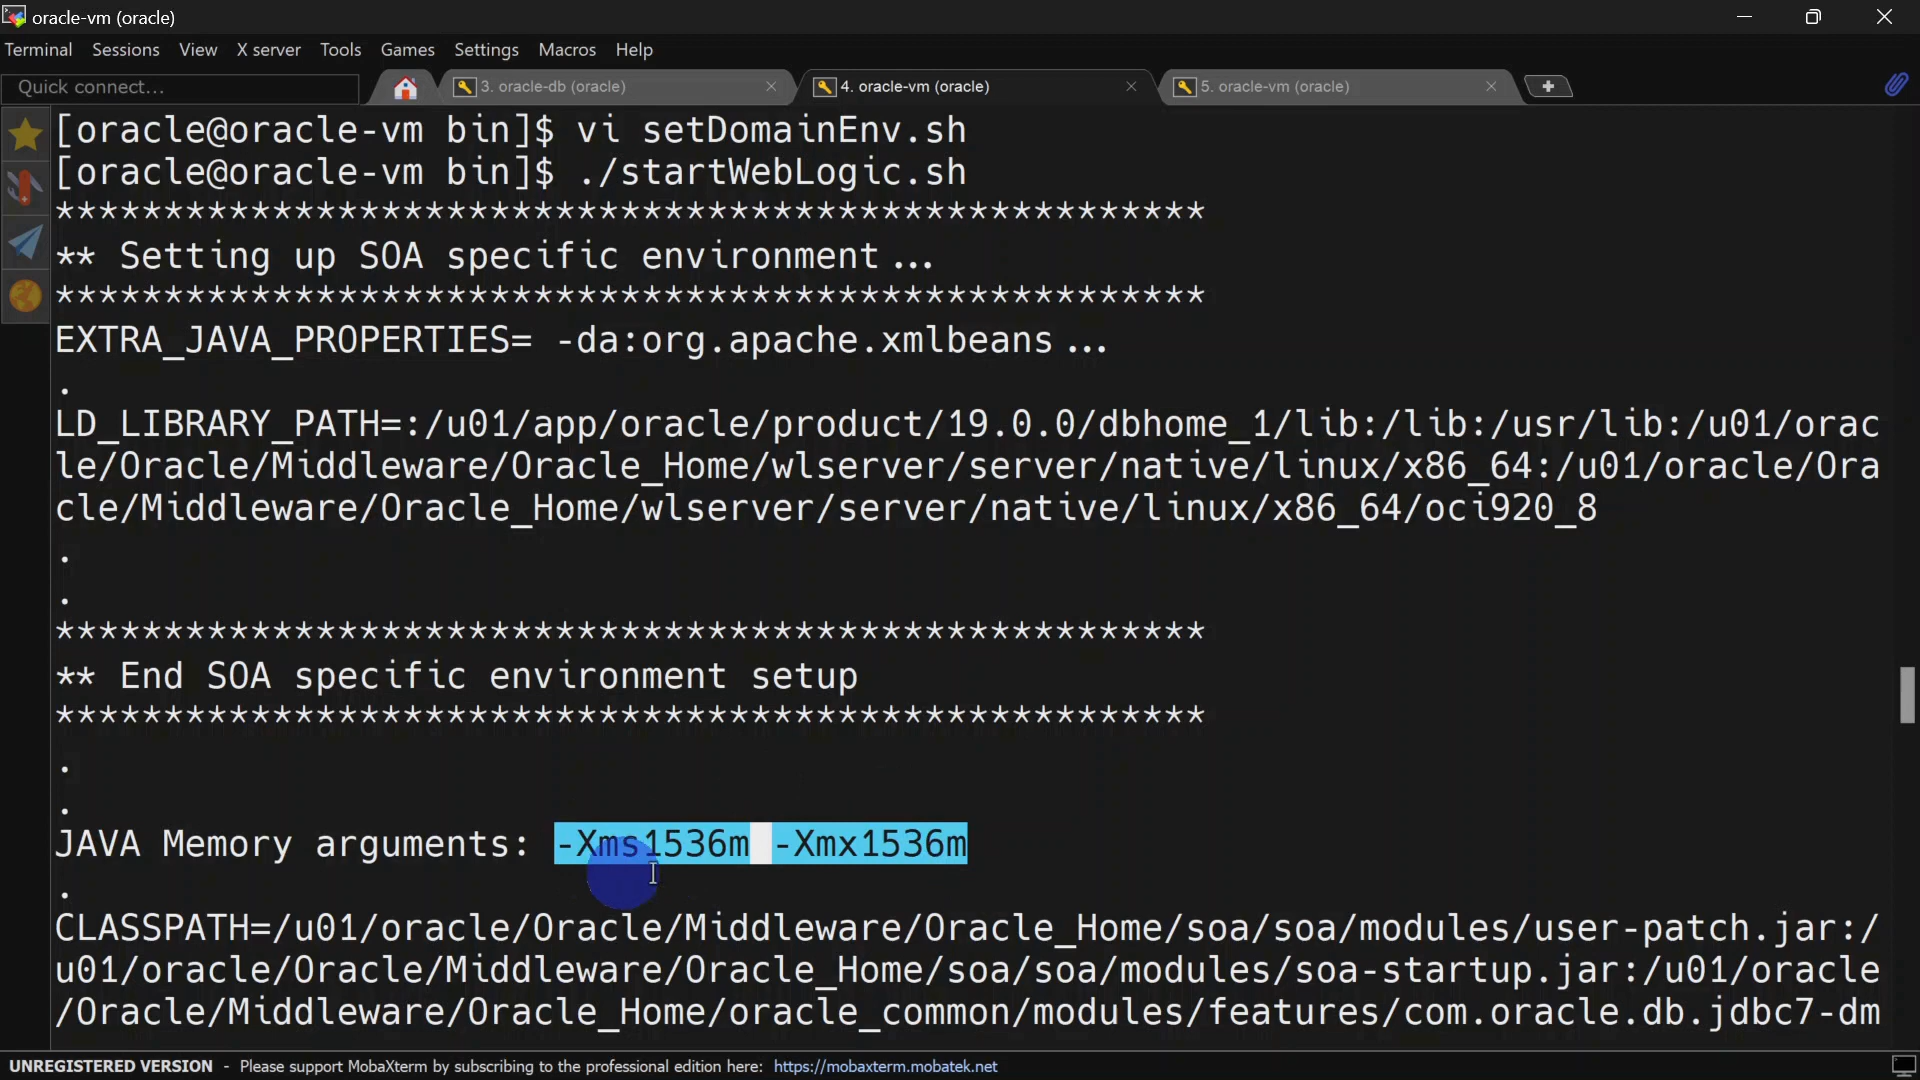 oracle-vm (oracle)
Terminal Sessions View X server Tools Games Settings Macros Help
Quick connect... 3. oracle-db (oracle) 4. oracle-vm (oracle) 5. oracle-vm (oracle)
[oracle@oracle-vm bin]$ vi setDomainEnv.sh
[oracle@oracle-vm bin]$ ./startWebLogic.sh
*****************************************************
** Setting up SOA specific environment...
*****************************************************
EXTRA_JAVA_PROPERTIES= -da:org.apache.xmlbeans...
.
LD_LIBRARY_PATH=:/u01/app/oracle/product/19.0.0/dbhome_1/lib:/lib:/usr/lib:/u01/orac
le/Oracle/Middleware/Oracle_Home/wlserver/server/native/linux/x86_64:/u01/oracle/Ora
cle/Middleware/Oracle_Home/wlserver/server/native/linux/x86_64/oci920_8
.
.
*****************************************************
** End SOA specific environment setup
*****************************************************
.
.
JAVA Memory arguments: -Xms1536m -Xmx1536m
.
CLASSPATH=/u01/oracle/Oracle/Middleware/Oracle_Home/soa/soa/modules/user-patch.jar:/
u01/oracle/Oracle/Middleware/Oracle_Home/soa/soa/modules/soa-startup.jar:/u01/oracle
/Oracle/Middleware/Oracle_Home/oracle_common/modules/features/com.oracle.db.jdbc7-dm
UNREGISTERED VERSION - Please support MobaXterm by subscribing to the professional edition here: https://mobaxterm.mobatek.net